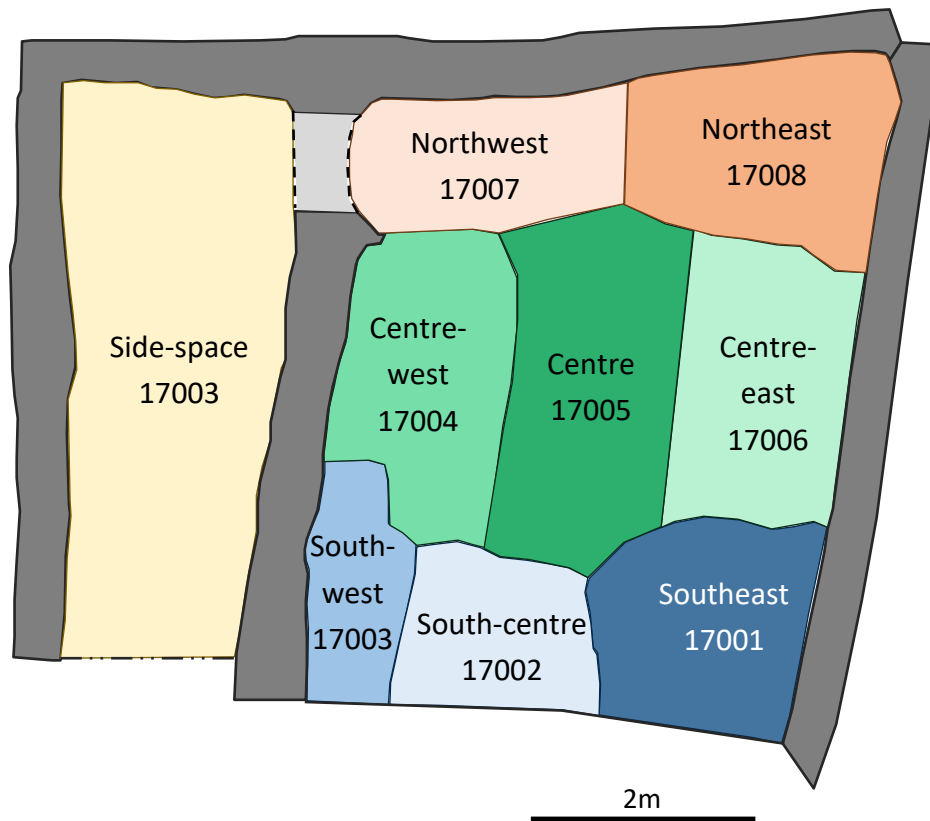 Northwest
17007
Northeast
17008
Side-space
17003
Centre-
west
17004
Centre
17005
Centre-
east
17006
South-
west
17003
South-centre
17002
Southeast
17001
2m